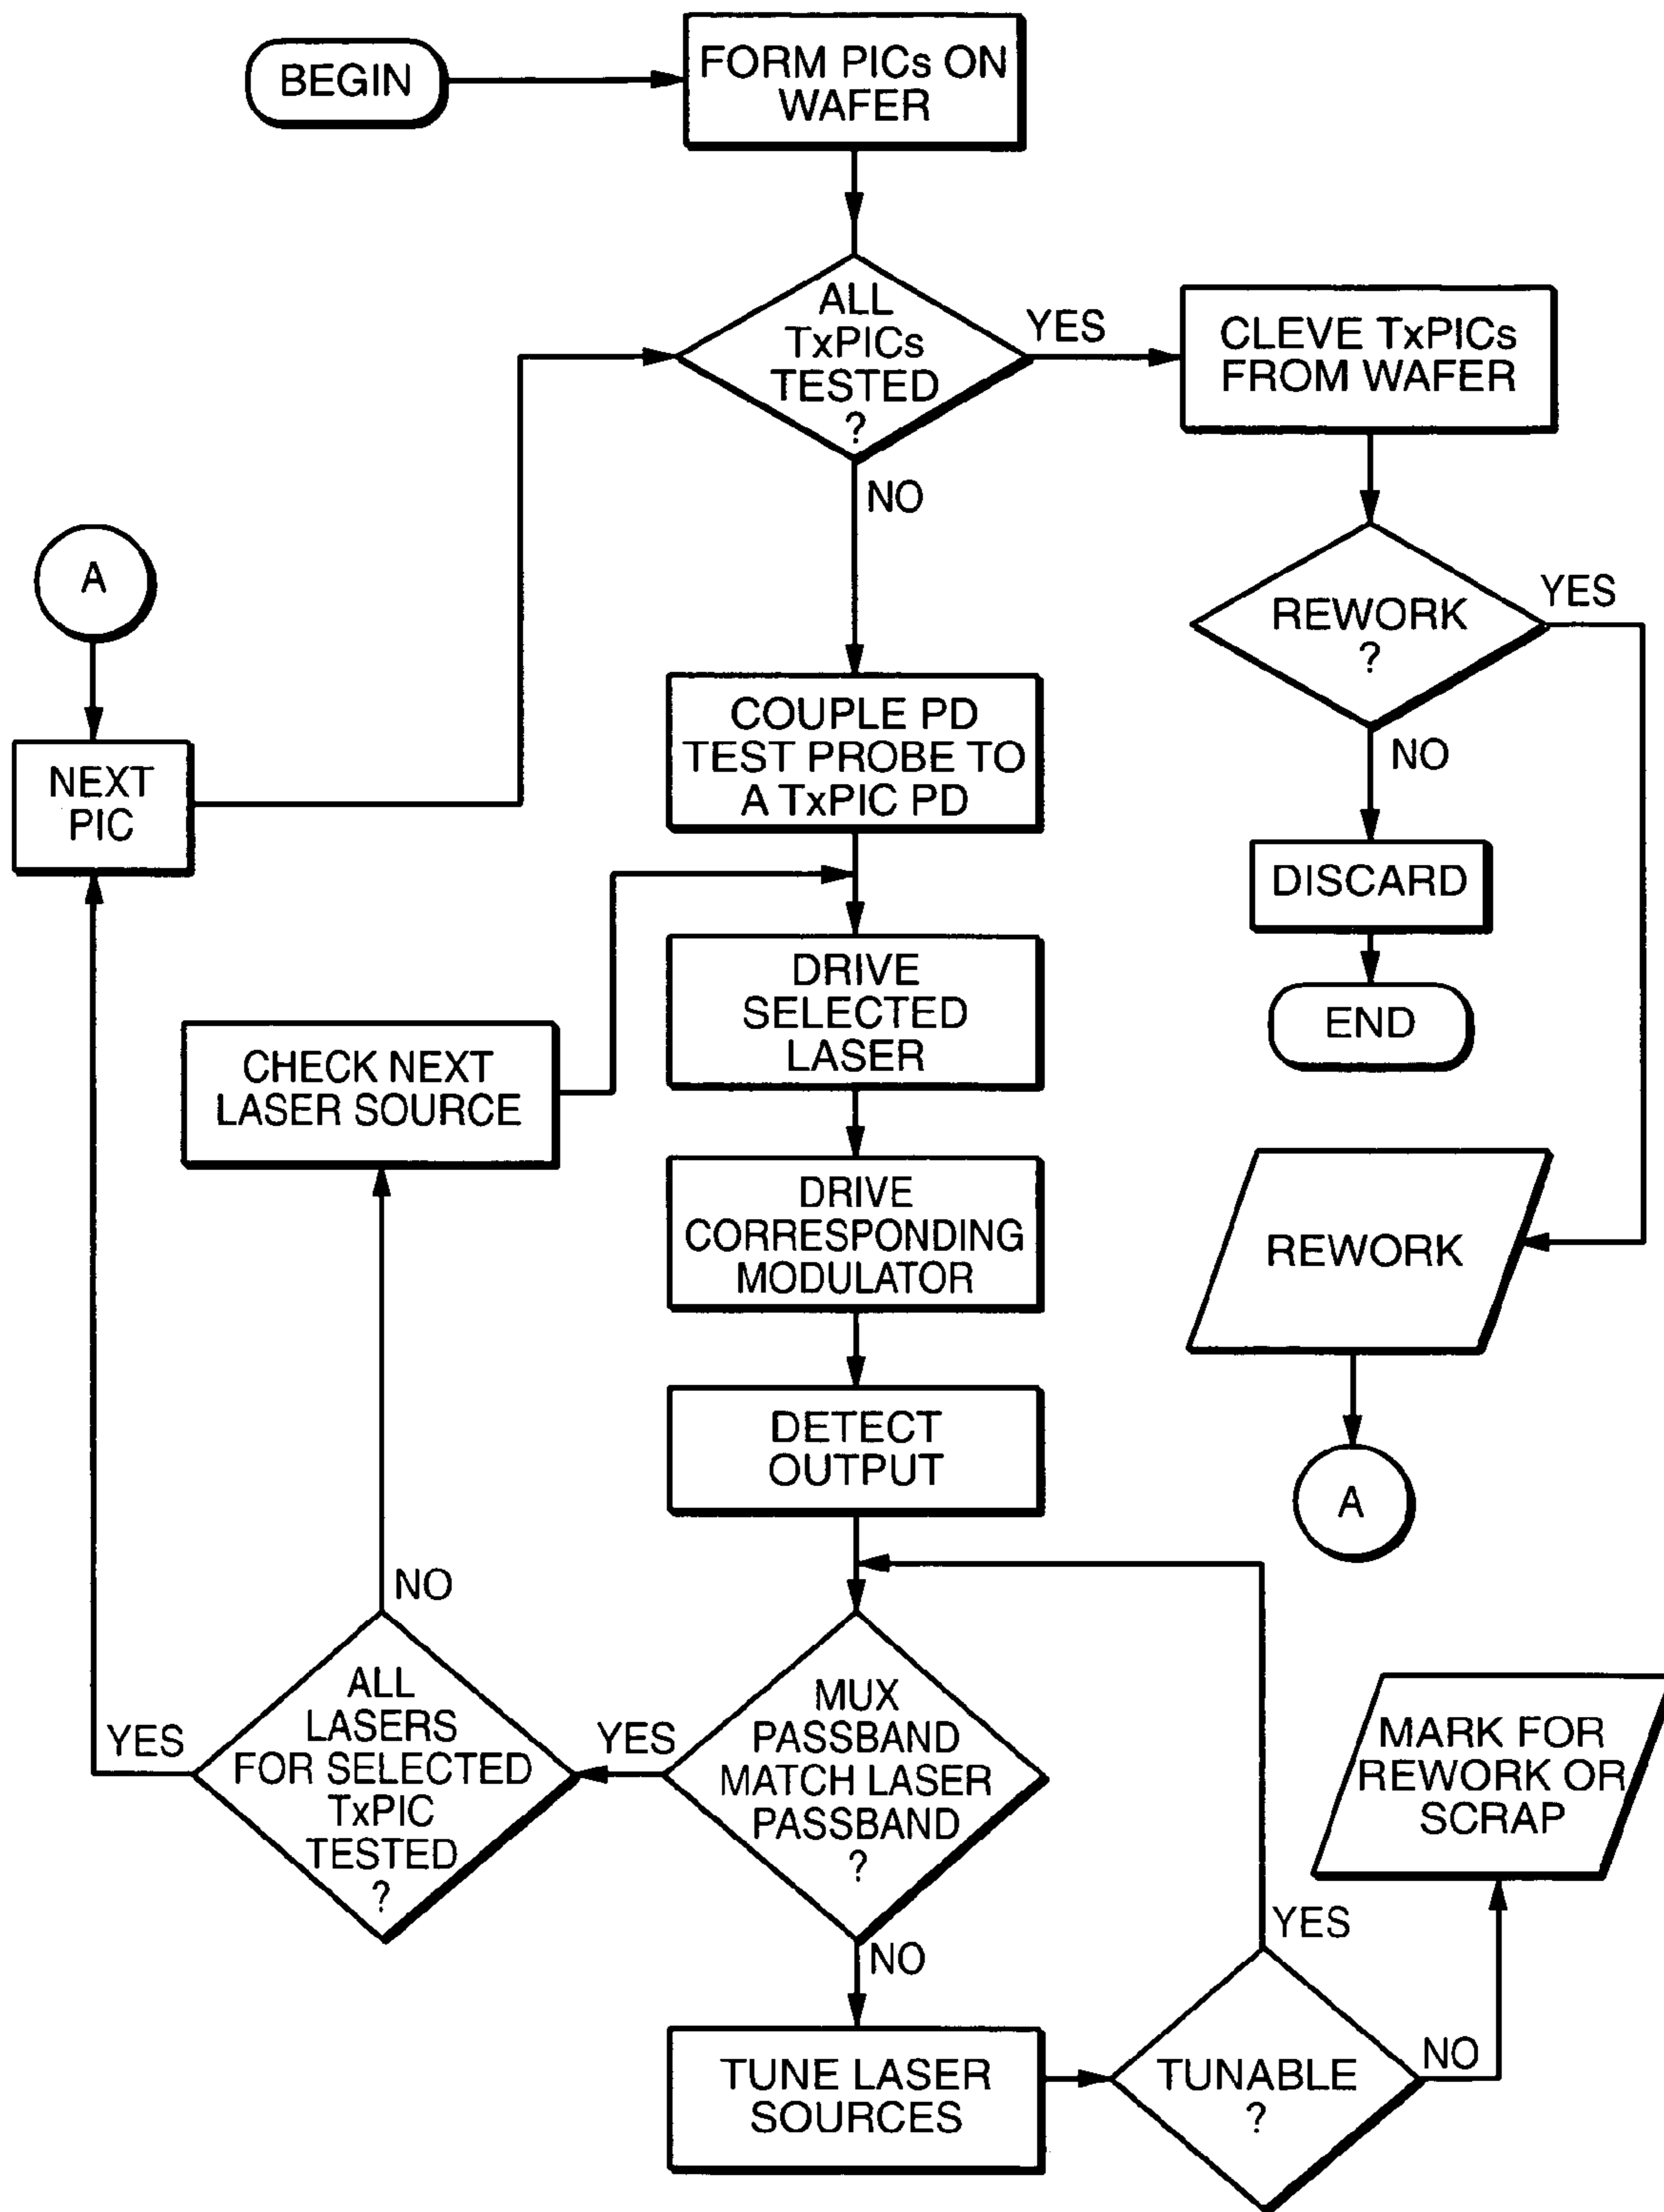 BEGIN
FORM PICs ON
WAFER
ALL
TxPICs
TESTED
?
YES
CLEVE TxPICs
FROM WAFER
NO
A
REWORK
?
YES
NEXT
PIC
COUPLE PD
TEST PROBE TO
A TxPIC PD
NO
DISCARD
DRIVE
SELECTED
LASER
END
CHECK NEXT
LASER SOURCE
DRIVE
CORRESPONDING
MODULATOR
REWORK
DETECT
OUTPUT
A
NO
ALL
LASERS
FOR SELECTED
TxPIC
TESTED
?
YES
YES
MUX
PASSBAND
MATCH LASER
PASSBAND
?
MARK FOR
REWORK OR
SCRAP
YES
NO
TUNE LASER
SOURCES
TUNABLE
?
NO